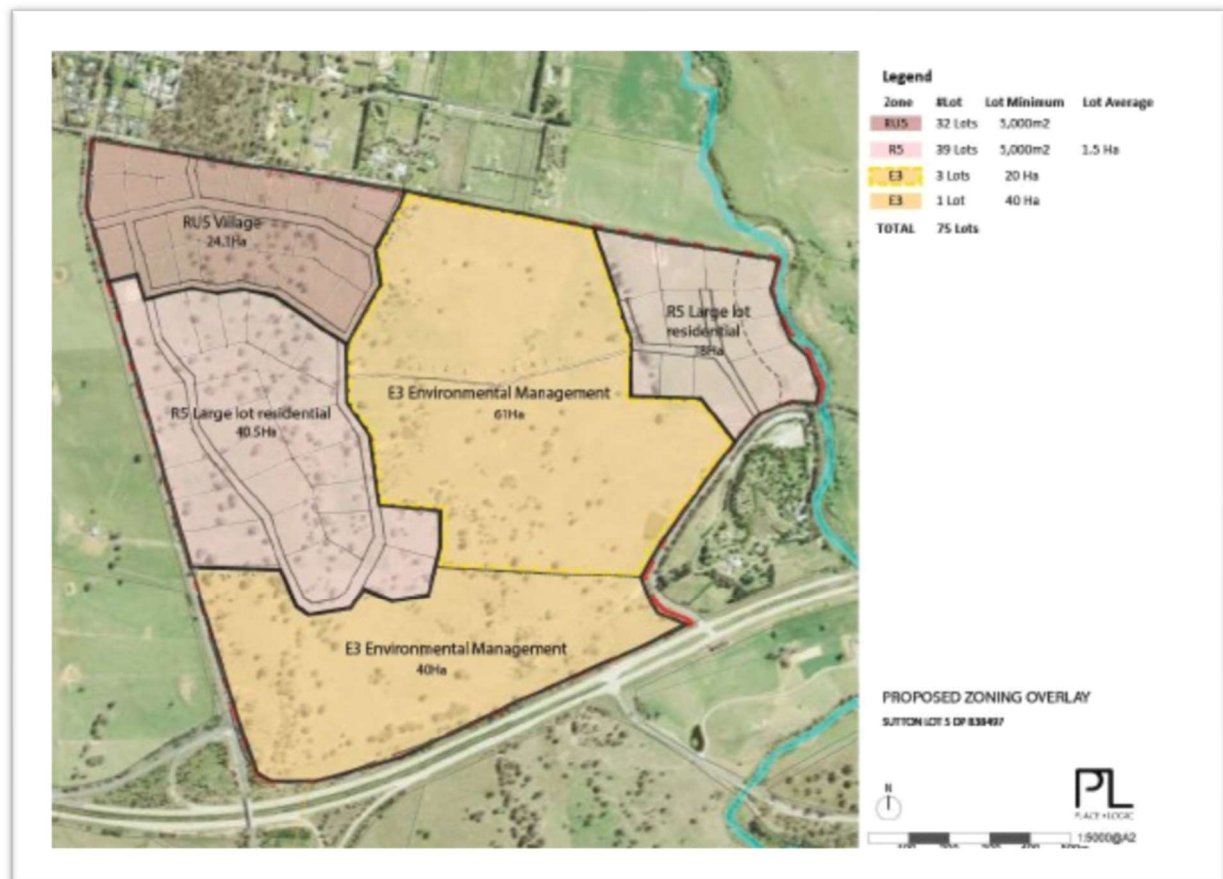 Legend
Zone #Lot Lot Minimum Lot Average
RU5 32 Lots 5,000m2
R5 39 Lots 5,000m2 1.5 Ha
E3 3 Lots 20 Ha
E3 1 Lot 40 Ha
TOTAL 75 Lots
RU5 Village
24.1Ha
R5 Large lot
residential
18Ha
E3 Environmental Management
61Ha
R5 Large lot residential
40.5Ha
E3 Environmental Management
40Ha
PROPOSED ZONING OVERLAY
SUTTON LOT 5 DP 838497
N
PL
PLACE LOGIC
1:5000@A2